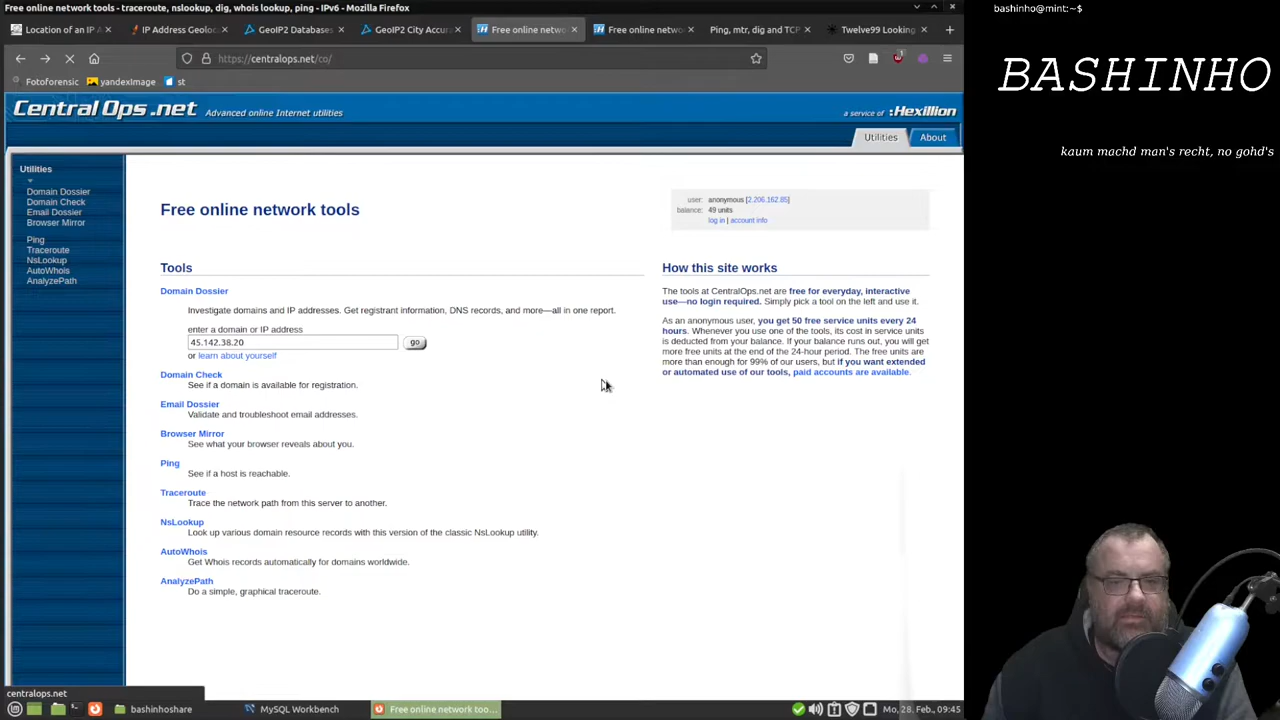 Free online network tools - traceroute, nslookup, dig, whois lookup, ping - IPv6 - Mozilla Firefox
bashinho@mint:~$
Location of an IP A
IP Address Geoloc
GeoIP2 Databases
GeoIP2 City Accurac
Free online netwo
Free online netwo
Ping, mtr, dig and TCP
Twelve99 Looking
https://centralops.net/co/
Fotoforensic
yandexImage
st
BASHINHO
kaum machd man's recht, no gohd's
CentralOps.net
Advanced online Internet utilities
a service of :Hexillion
Utilities
About
Utilities
Domain Dossier
Domain Check
Email Dossier
Browser Mirror
Ping
Traceroute
NsLookup
AutoWhois
AnalyzePath
Free online network tools
user: anonymous [2.206.162.85]
balance: 49 units
log in | account info
Tools
Domain Dossier
Investigate domains and IP addresses. Get registrant information, DNS records, and more—all in one report.
enter a domain or IP address
45.142.38.20
go
or learn about yourself
Domain Check
See if a domain is available for registration.
Email Dossier
Validate and troubleshoot email addresses.
Browser Mirror
See what your browser reveals about you.
Ping
See if a host is reachable.
Traceroute
Trace the network path from this server to another.
NsLookup
Look up various domain resource records with this version of the classic NsLookup utility.
AutoWhois
Get Whois records automatically for domains worldwide.
AnalyzePath
Do a simple, graphical traceroute.
How this site works
The tools at CentralOps.net are free for everyday, interactive
use—no login required. Simply pick a tool on the left and use it.
As an anonymous user, you get 50 free service units every 24
hours. Whenever you use one of the tools, its cost in service units
is deducted from your balance. If your balance runs out, you will get
more free units at the end of the 24-hour period. The free units are
more than enough for 99% of our users, but if you want extended
or automated use of our tools, paid accounts are available.
centralops.net
bashinhoshare
MySQL Workbench
Free online network too...
Mo, 28. Feb., 09:45